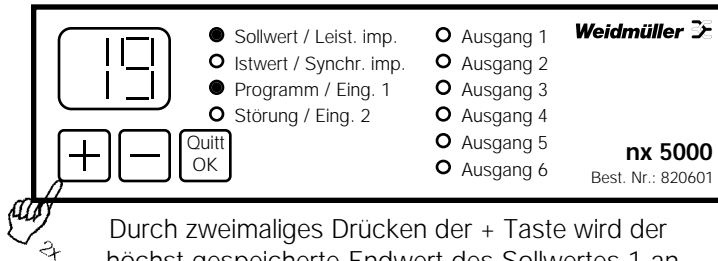 19
Sollwert / Leist. imp.
Istwert / Synchr. imp.
Programm / Eing. 1
Störung / Eing. 2
Ausgang 1
Ausgang 2
Ausgang 3
Ausgang 4
Ausgang 5
Ausgang 6
Weidmüller
nx 5000
Best. Nr.: 820601
+
−
Quitt
OK
2x
Durch zweimaliges Drücken der + Taste wird der
höchst gespeicherte Endwert des Sollwertes 1 an